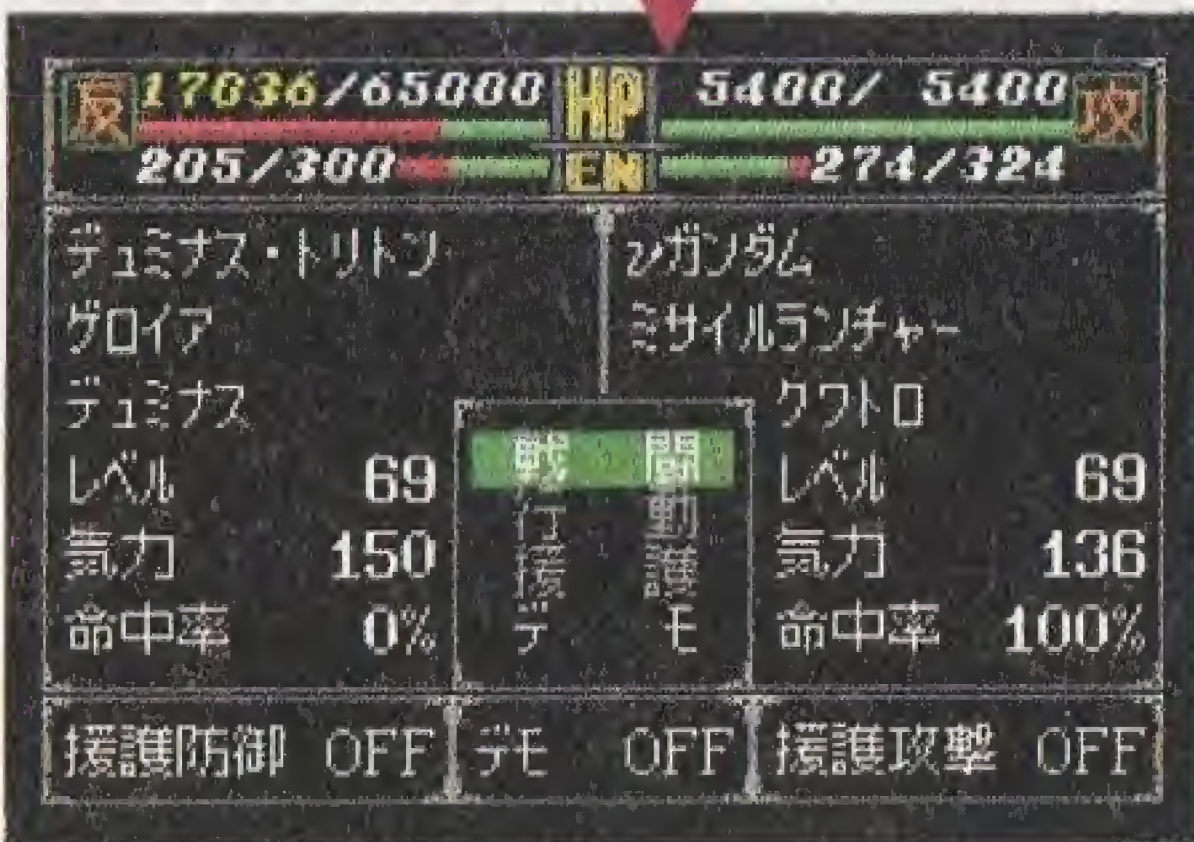 反 17036/65000 HP 5400/ 5400 攻
205/300 EN 274/324
デュミナス・トリトン
ゲロイア
デュミナス
レベル 69
気力 150
命中率 0%
νガンダム
ミサイルランチャー
クワトロ
レベル 69
気力 136
命中率 100%
戦 闘
行 動
援 護
デ モ
援護防御 OFF
デモ OFF
援護攻撃 OFF